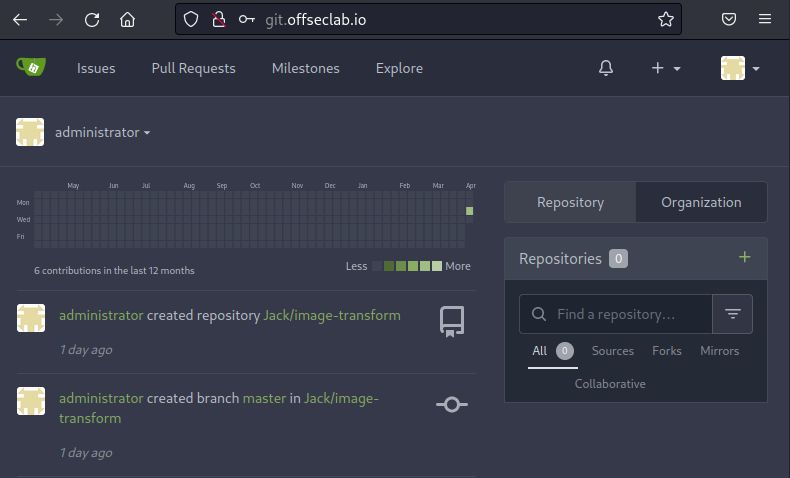 git.offseclab.io
Issues Pull Requests Milestones Explore
administrator
May Jun Jul Aug Sep Oct Nov Dec Jan Feb Mar Apr
Mon
Wed
Fri
6 contributions in the last 12 months
Less More
administrator created repository Jack/image-transform
1 day ago
administrator created branch master in Jack/image-
transform
1 day ago
Repository Organization
Repositories 0
Find a repository...
All 0 Sources Forks Mirrors
Collaborative